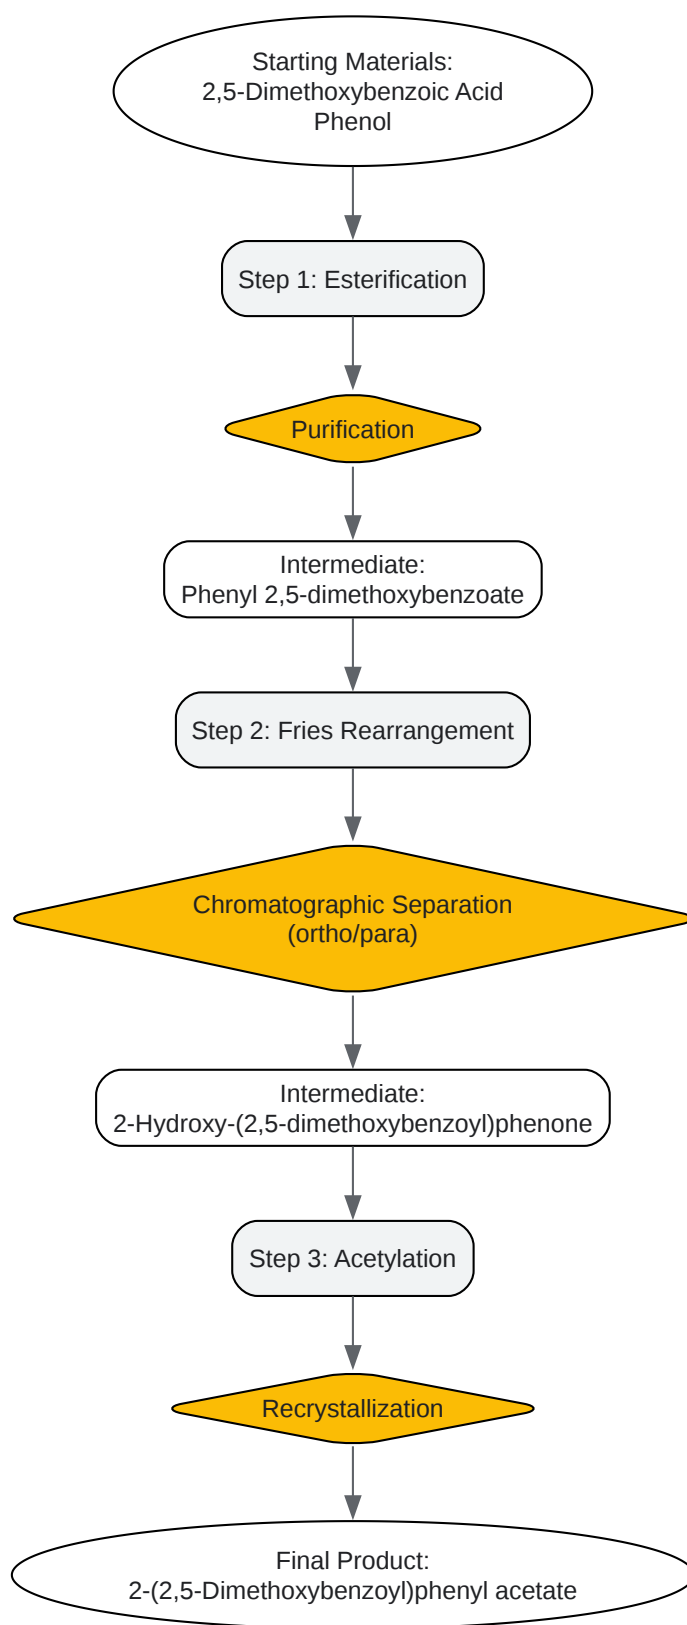 Starting Materials:
2,5-Dimethoxybenzoic Acid
Phenol
Step 1: Esterification
Purification
Intermediate:
Phenyl 2,5-dimethoxybenzoate
Step 2: Fries Rearrangement
Chromatographic Separation
(ortho/para)
Intermediate:
2-Hydroxy-(2,5-dimethoxybenzoyl)phenone
Step 3: Acetylation
Recrystallization
Final Product:
2-(2,5-Dimethoxybenzoyl)phenyl acetate